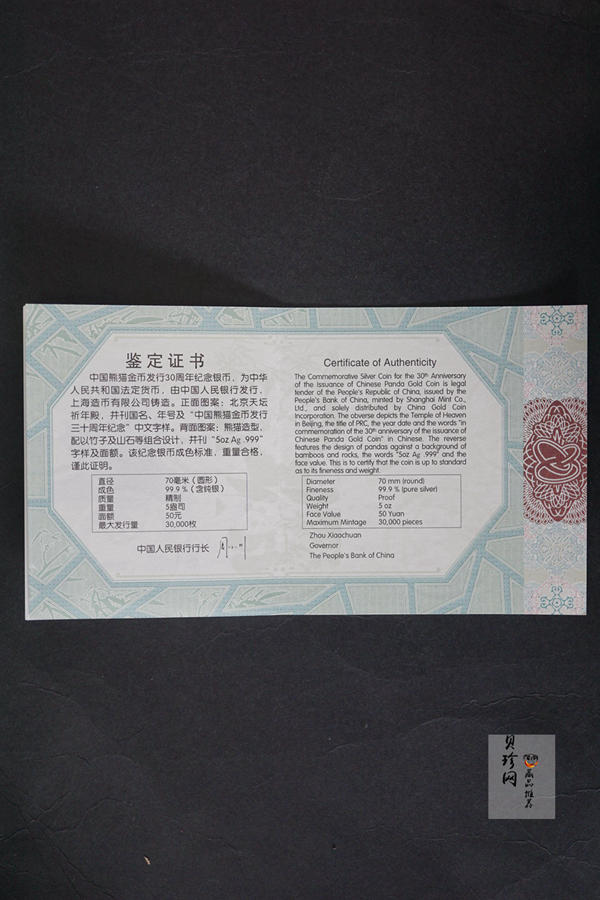 鉴定证书
中国熊猫金币发行30周年纪念银币，为中华
人民共和国法定货币，由中国人民银行发行，
上海造币有限公司铸造。正面图案：北京天坛
祈年殿，并刊国名、年号及“中国熊猫金币发行
三十周年纪念”中文字样。背面图案：熊猫造型，
配以竹子及山石等组合设计，并刊“5oz Ag .999”
字样及面额。该纪念银币成色标准，重量合格，
谨此证明。
直径 70毫米（圆形）
成色 99.9%（含纯银）
质量 精制
重量 5盎司
面额 50元
最大发行量 30,000枚
中国人民银行行长
Certificate of Authenticity
The Commemorative Silver Coin for the 30th Anniversary
of the Issuance of Chinese Panda Gold Coin is legal
tender of the People's Republic of China, issued by the
People's Bank of China, minted by Shanghai Mint Co.,
Ltd., and solely distributed by China Gold Coin
Incorporation. The obverse depicts the Temple of Heaven
in Beijing, the title of PRC, the year date and the words "in
commemoration of the 30th anniversary of the issuance of
Chinese Panda Gold Coin" in Chinese. The reverse
features the design of pandas against a background of
bamboos and rocks, the words "5oz Ag .999" and the
face value. This is to certify that the coin is up to standard
as to its fineness and weight.
Diameter 70 mm (round)
Fineness 99.9 % (pure silver)
Quality Proof
Weight 5 oz
Face Value 50 Yuan
Maximum Mintage 30,000 pieces
Zhou Xiaochuan
Governor
The People's Bank of China
贝珍网
藏品推荐